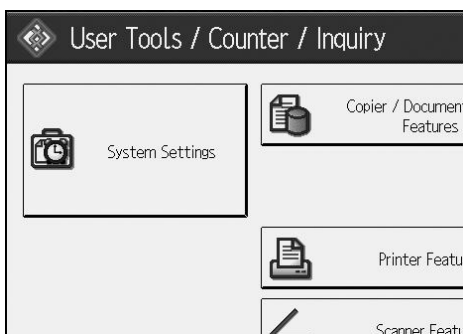 User Tools / Counter / Inquiry
System Settings
Copier / Document
Features
Printer Featu
Scanner Featu